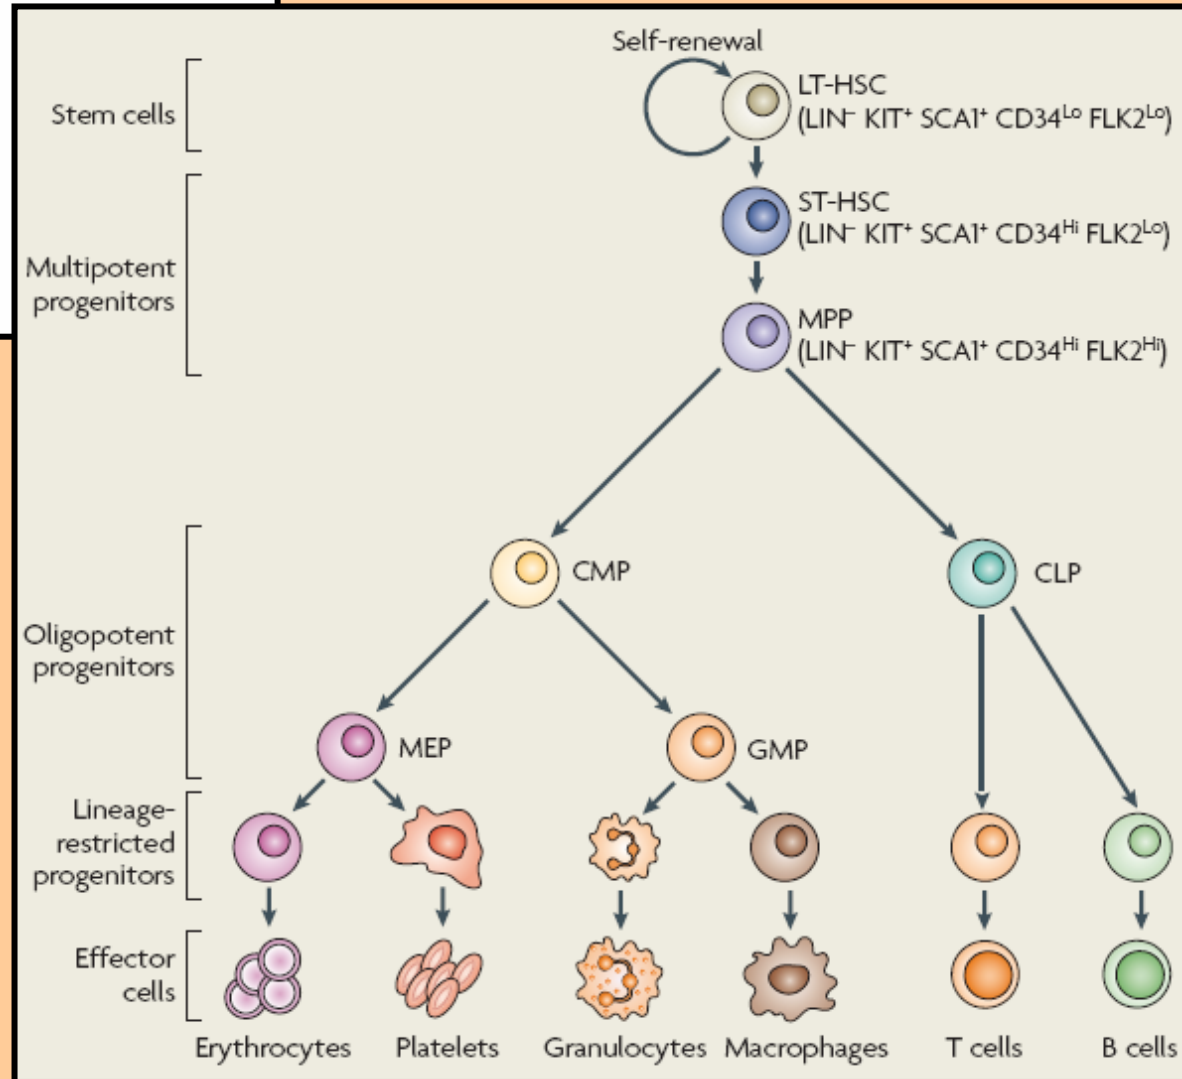 Self-renewal
Stem cells
LT-HSC
(LIN⁻ KIT⁺ SCA1⁺ CD34ᴸᵒ FLK2ᴸᵒ)
ST-HSC
(LIN⁻ KIT⁺ SCA1⁺ CD34ᴴⁱ FLK2ᴸᵒ)
Multipotent
progenitors
MPP
(LIN⁻ KIT⁺ SCA1⁺ CD34ᴴⁱ FLK2ᴴⁱ)
CMP
CLP
Oligopotent
progenitors
MEP
GMP
Lineage-
restricted
progenitors
Effector
cells
Erythrocytes
Platelets
Granulocytes
Macrophages
T cells
B cells